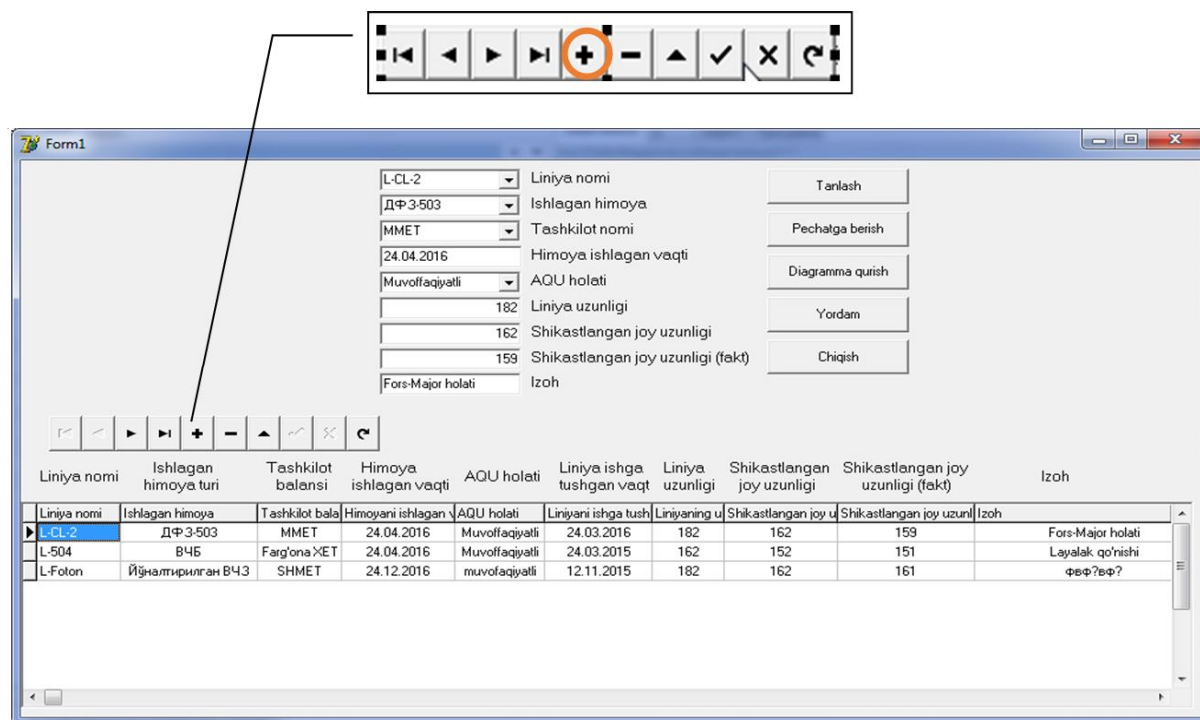 Form1
L-CL-2 Liniya nomi Tanlash
ДФЗ-503 Ishlagan himoya
MMET Tashkilot nomi Pechatga berish
24.04.2016 Himoya ishlagan vaqti
Muvoffaqiyatli AQU holati Diagramma qurish
182 Liniya uzunligi Yordam
162 Shikastlangan joy uzunligi
159 Shikastlangan joy uzunligi (fakt) Chiqish
Fors-Major holati Izoh
Liniya nomi Ishlagan himoya turi Tashkilot balansi Himoya ishlagan vaqti AQU holati Liniya ishga tushgan vaqt Liniya uzunligi Shikastlangan joy uzunligi Shikastlangan joy uzunligi (fakt) Izoh
Liniya nomi Ishlagan himoya Tashkilot bala Himoyani ishlagan v AQU holati Liniyani ishga tush Liniyaning u Shikastlangan joy u Shikastlangan joy uzunl Izoh
L-CL-2 ДФЗ-503 MMET 24.04.2016 Muvoffaqiyatli 24.03.2016 182 162 159 Fors-Major holati
L-504 ВЧБ Farg'ona XET 24.04.2016 Muvoffaqiyatli 24.03.2015 162 152 151 Layalak qo'nishi
L-Foton Йўналтирилган ВЧЗ SHMET 24.12.2016 muvofaqiyatli 12.11.2015 182 162 161 фвф?вф?